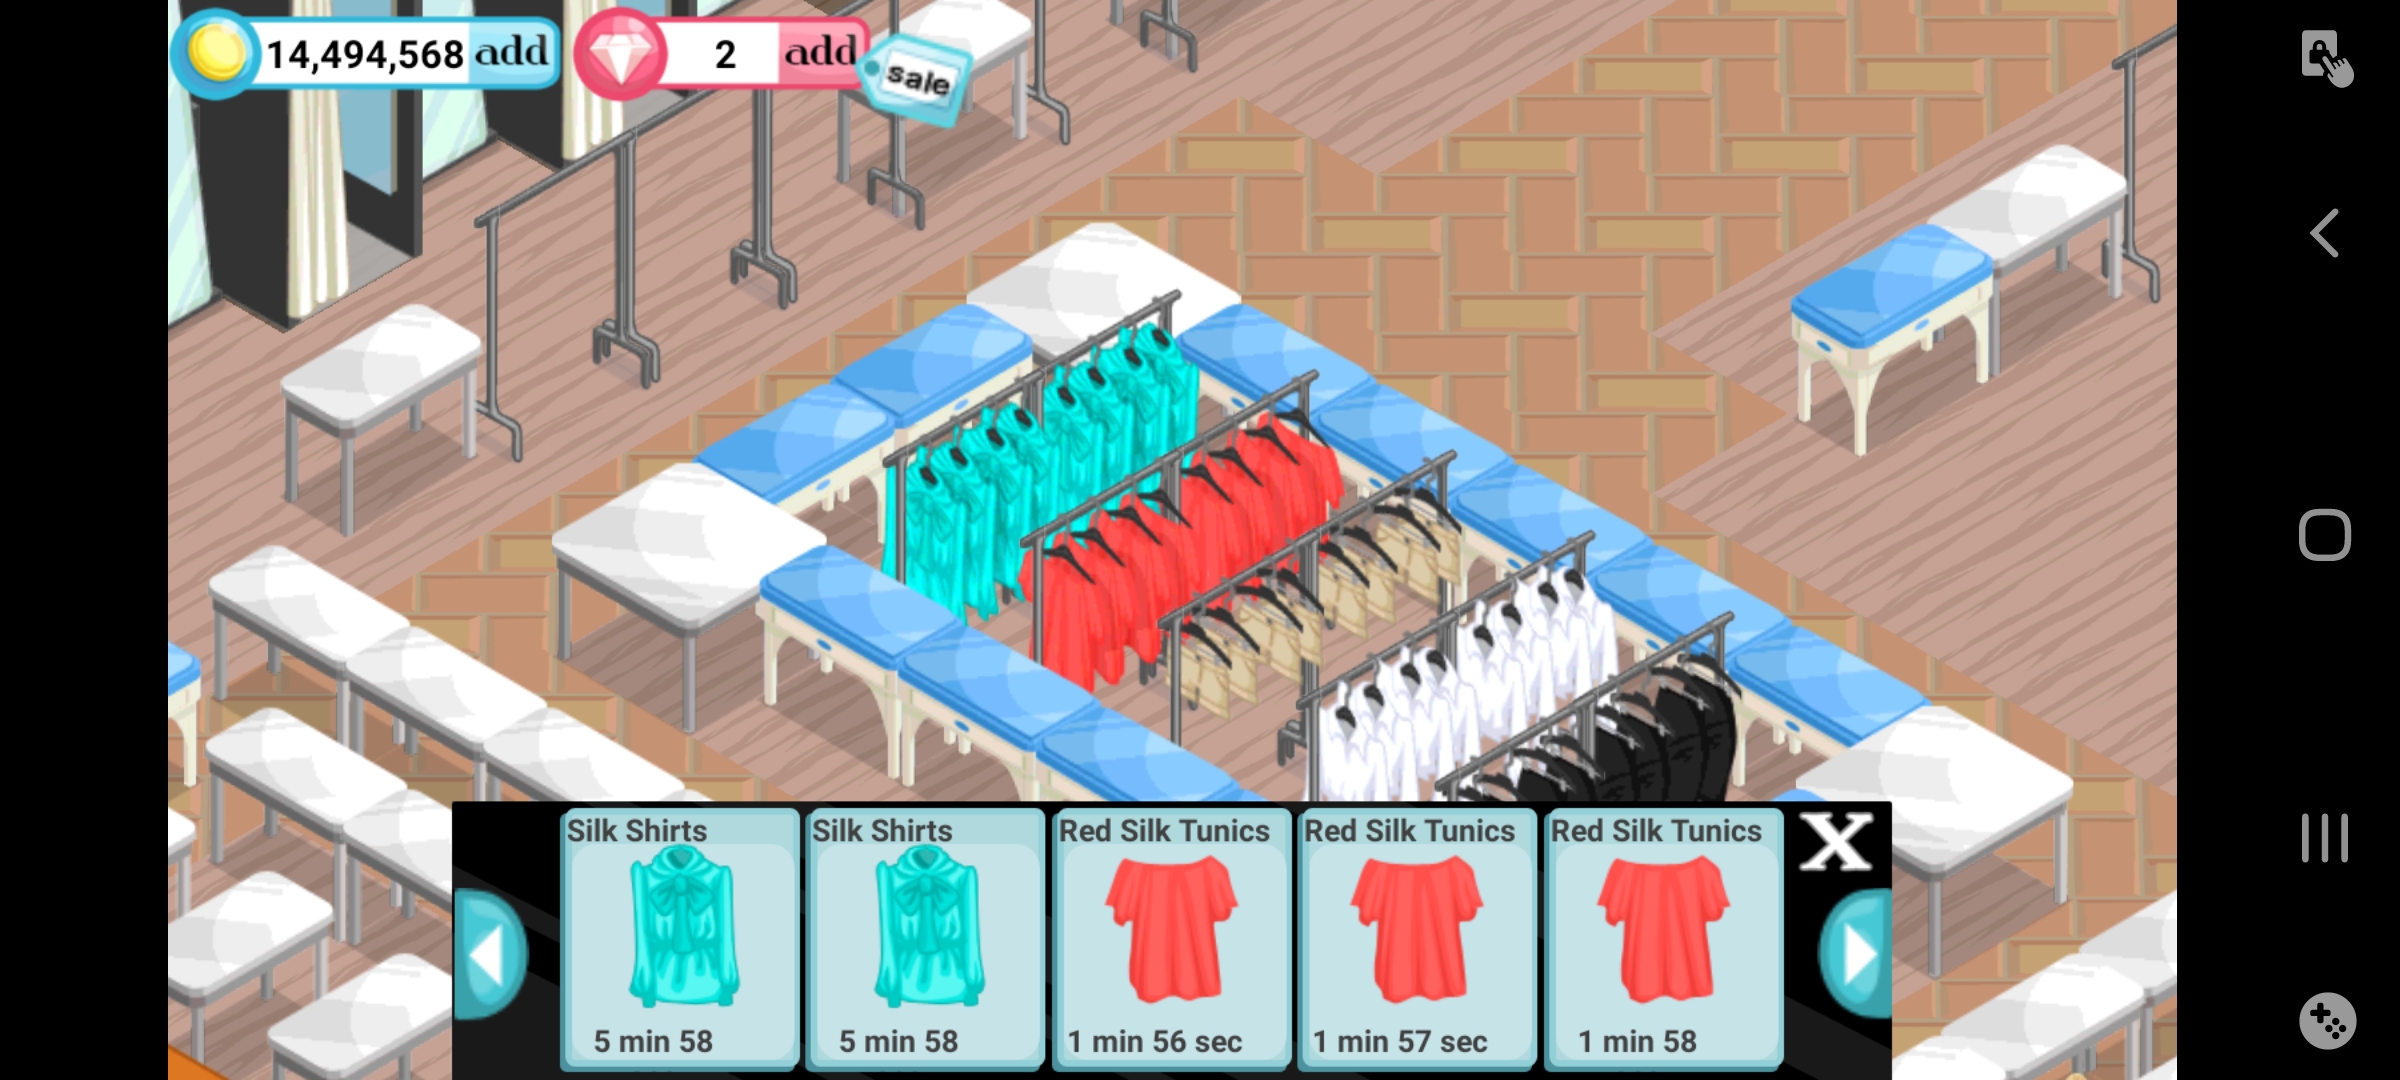 14,494,568 add
2 add
sale
Silk Shirts
5 min 58
Silk Shirts
5 min 58
Red Silk Tunics
1 min 56 sec
Red Silk Tunics
1 min 57 sec
Red Silk Tunics
1 min 58
X